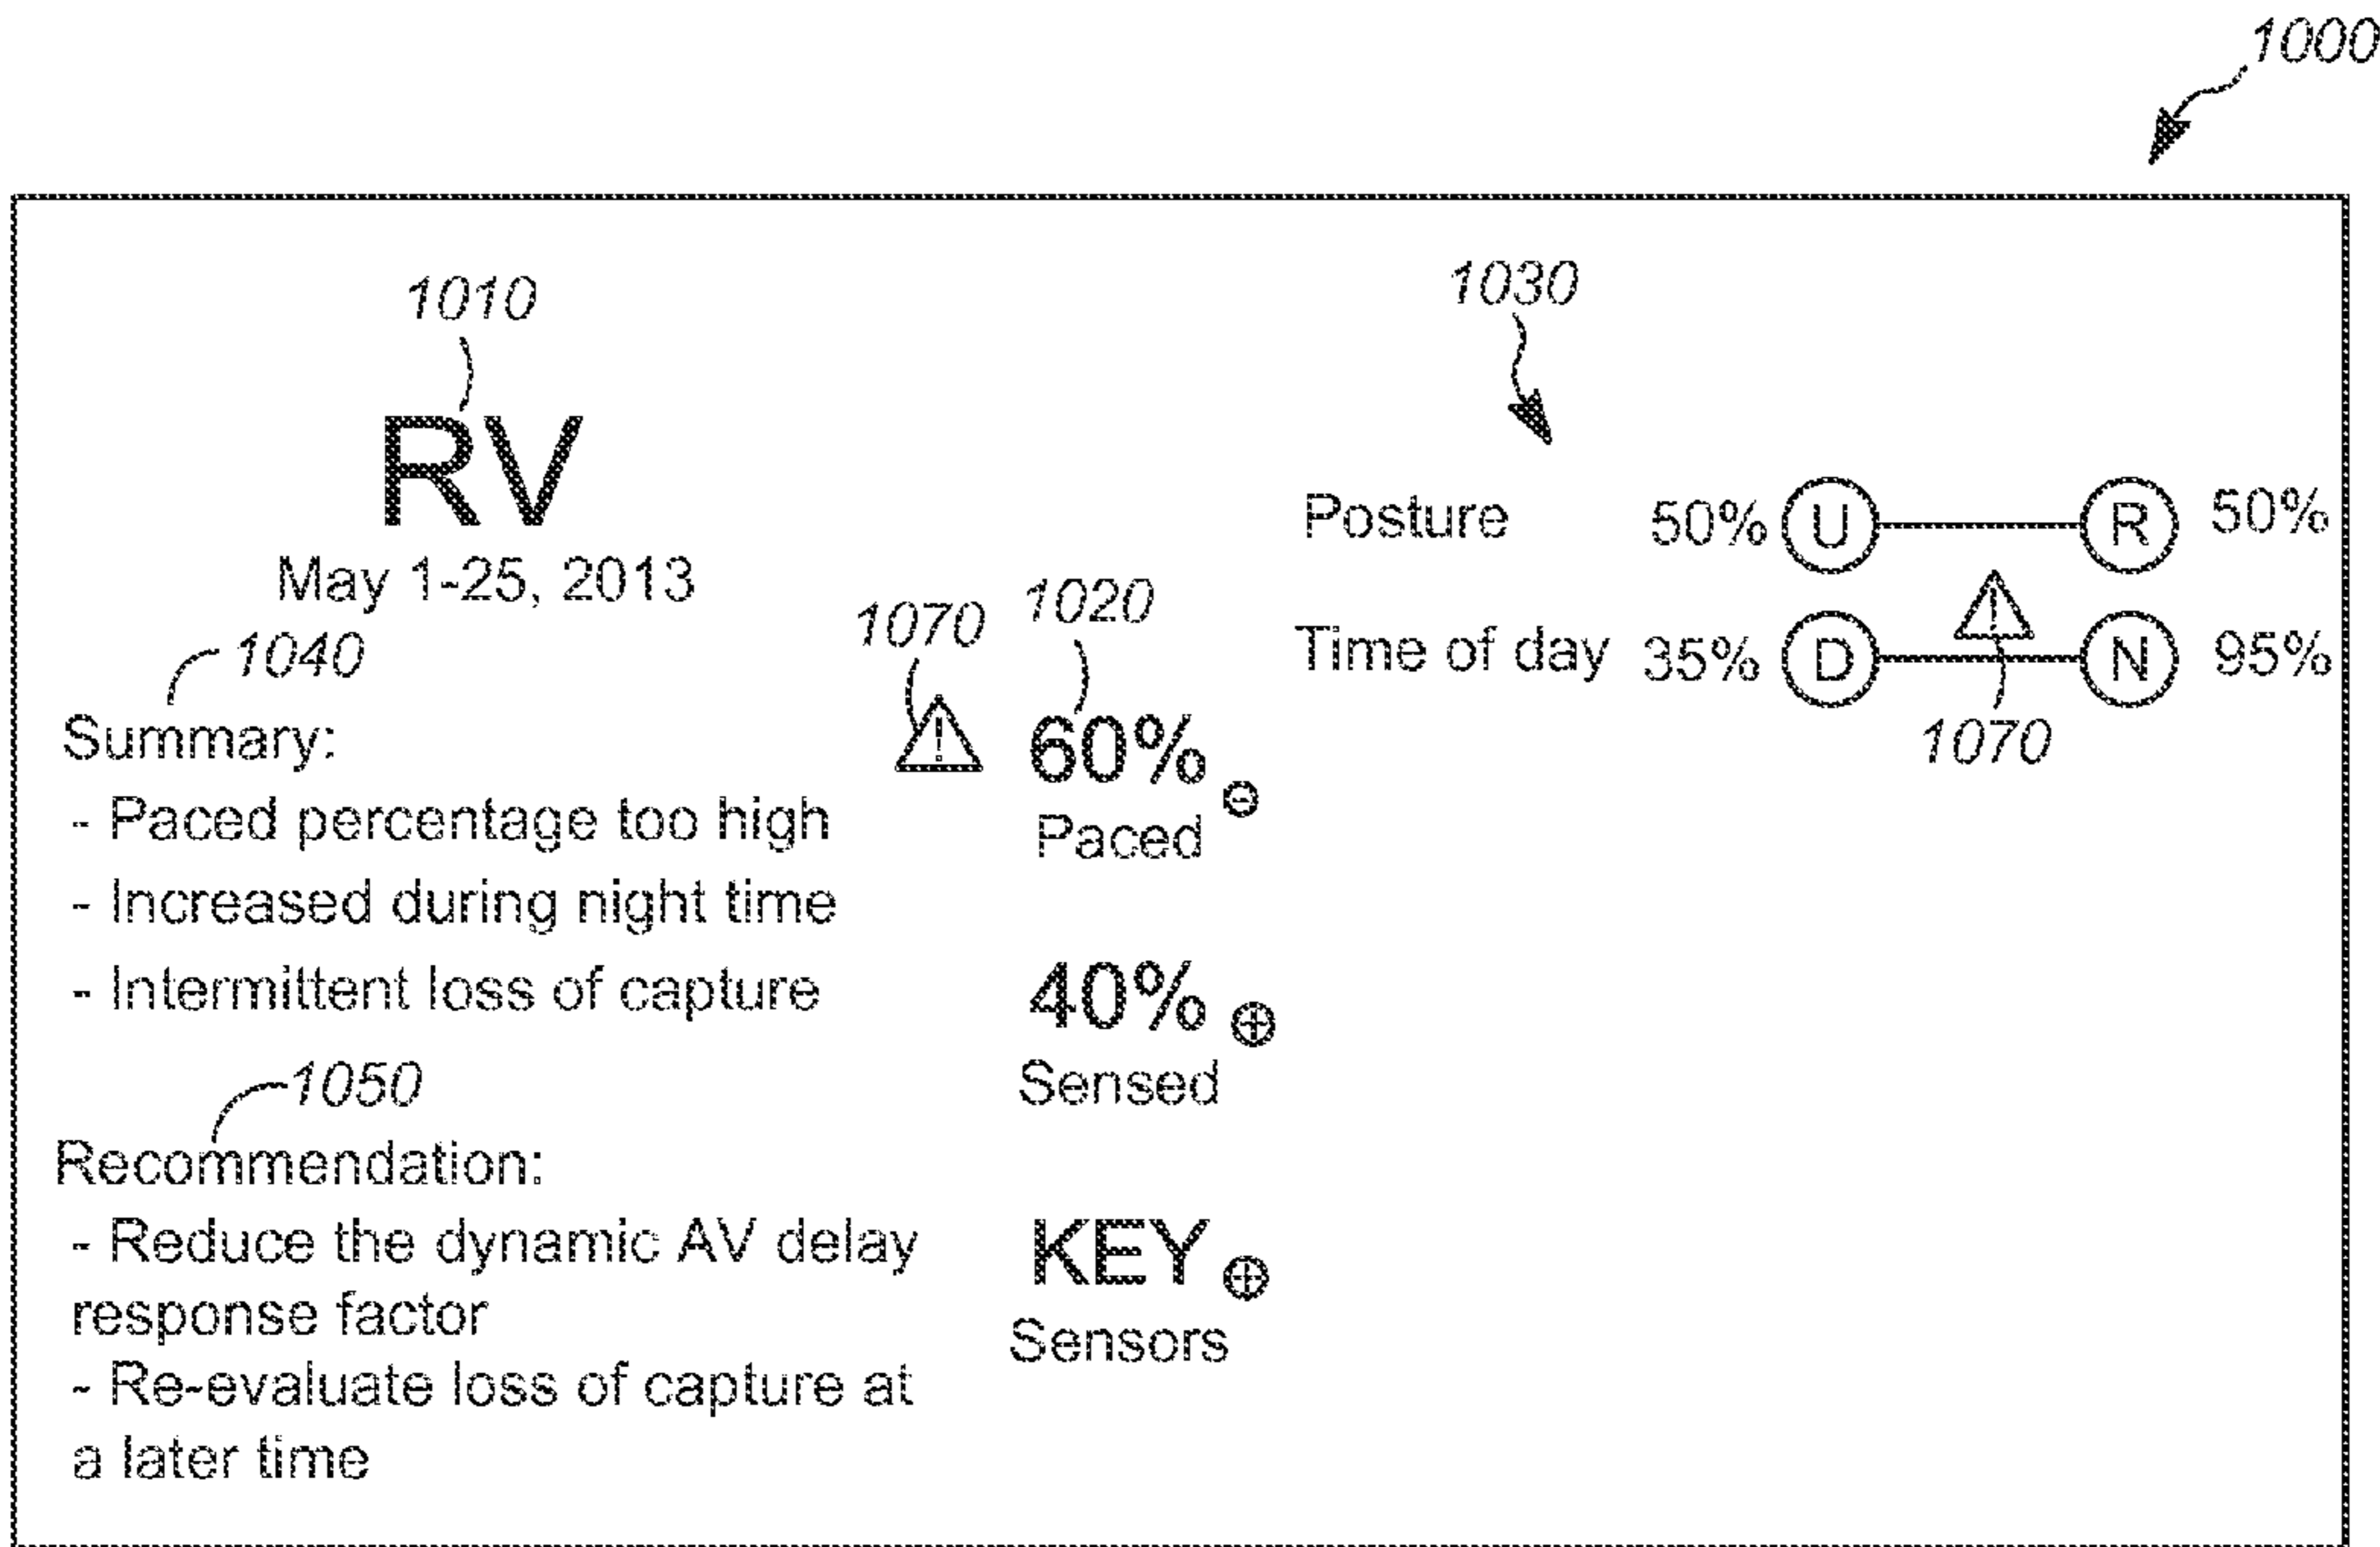 1000
1010
RV
May 1-25, 2013
1040
Summary:
- Paced percentage too high
- Increased during night time
- Intermittent loss of capture
1050
Recommendation:
- Reduce the dynamic AV delay
response factor
- Re-evaluate loss of capture at
a later time
1070
1020
! 60% -
Paced
40% +
Sensed
KEY +
Sensors
1030
Posture 50% U R 50%
!
Time of day 35% D N 95%
1070